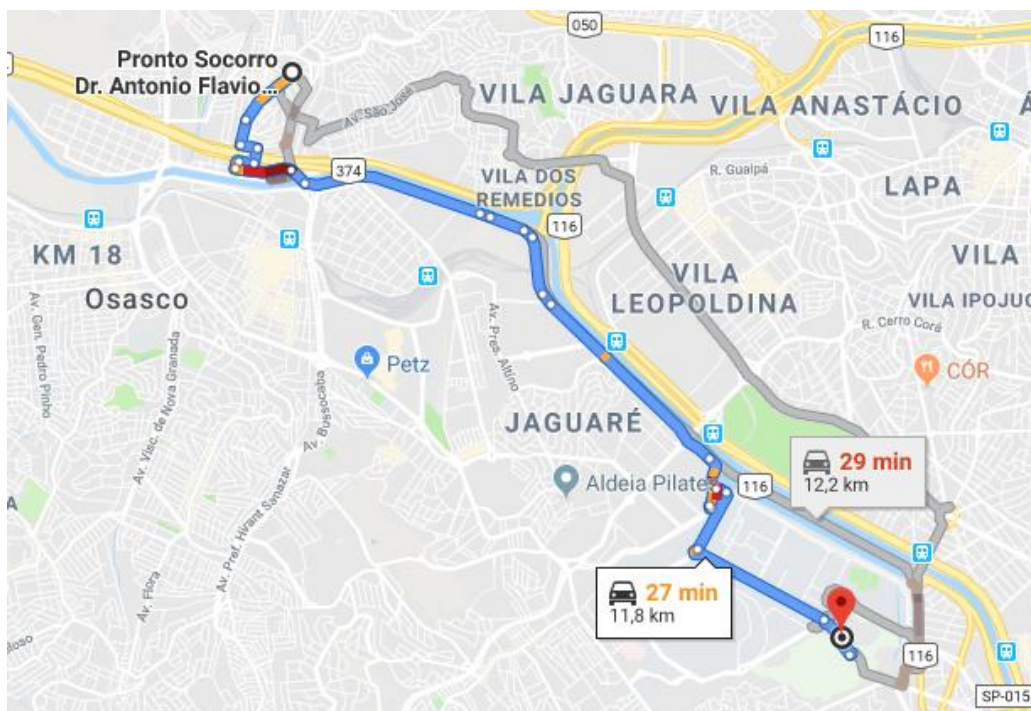 050
116
Pronto Socorro
Dr. Antonio Flavio...
VILA JAGUARA
VILA ANASTÁCIO
Av. São José
374
VILA DOS
REMEDIOS
R. Guaipá
LAPA
116
KM 18
Osasco
VILA
LEOPOLDINA
VILA
VILA IPOJUC
R. Cerro Corá
Av. Gen. Pedro Pinho
Av. Visc. de Nova Granada
Av. Pres. Altino
Petz
CÓR
Av. Bussocaba
JAGUARÉ
Aldeia Pilates
116
29 min
12,2 km
Av. Pref. Hirant Sanazar
Av. Flora
27 min
11,8 km
116
SP-015